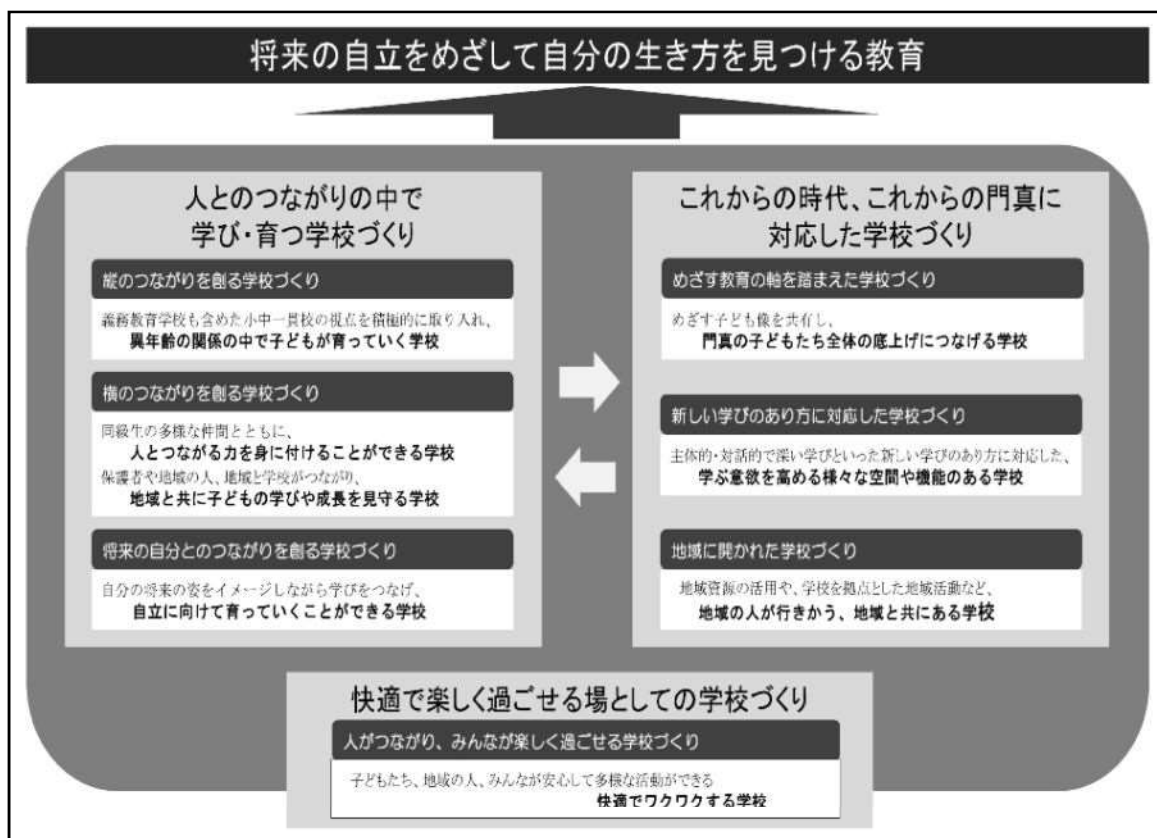 将来の自立をめざして自分の生き方を見つける教育
人とのつながりの中で
学び・育つ学校づくり
縦のつながりを創る学校づくり
義務教育学校も含めた小中一貫校の視点を積極的に取り入れ、
異年齢の関係の中で子どもが育っていく学校
横のつながりを創る学校づくり
同級生の多様な仲間とともに、
人とつながる力を身に付けることができる学校
保護者や地域の人、地域と学校がつながり、
地域と共に子どもの学びや成長を見守る学校
将来の自分とのつながりを創る学校づくり
自分の将来の姿をイメージしながら学びをつなげ、
自立に向けて育っていくことができる学校
これからの時代、これからの門真に
対応した学校づくり
めざす教育の軸を踏まえた学校づくり
めざす子ども像を共有し、
門真の子どもたち全体の底上げにつなげる学校
新しい学びのあり方に対応した学校づくり
主体的・対話的で深い学びといった新しい学びのあり方に対応した、
学ぶ意欲を高める様々な空間や機能のある学校
地域に開かれた学校づくり
地域資源の活用や、学校を拠点とした地域活動など、
地域の人が行きかう、地域と共にある学校
快適で楽しく過ごせる場としての学校づくり
人がつながり、みんなが楽しく過ごせる学校づくり
子どもたち、地域の人、みんなが安心して多様な活動ができる
快適でワクワクする学校